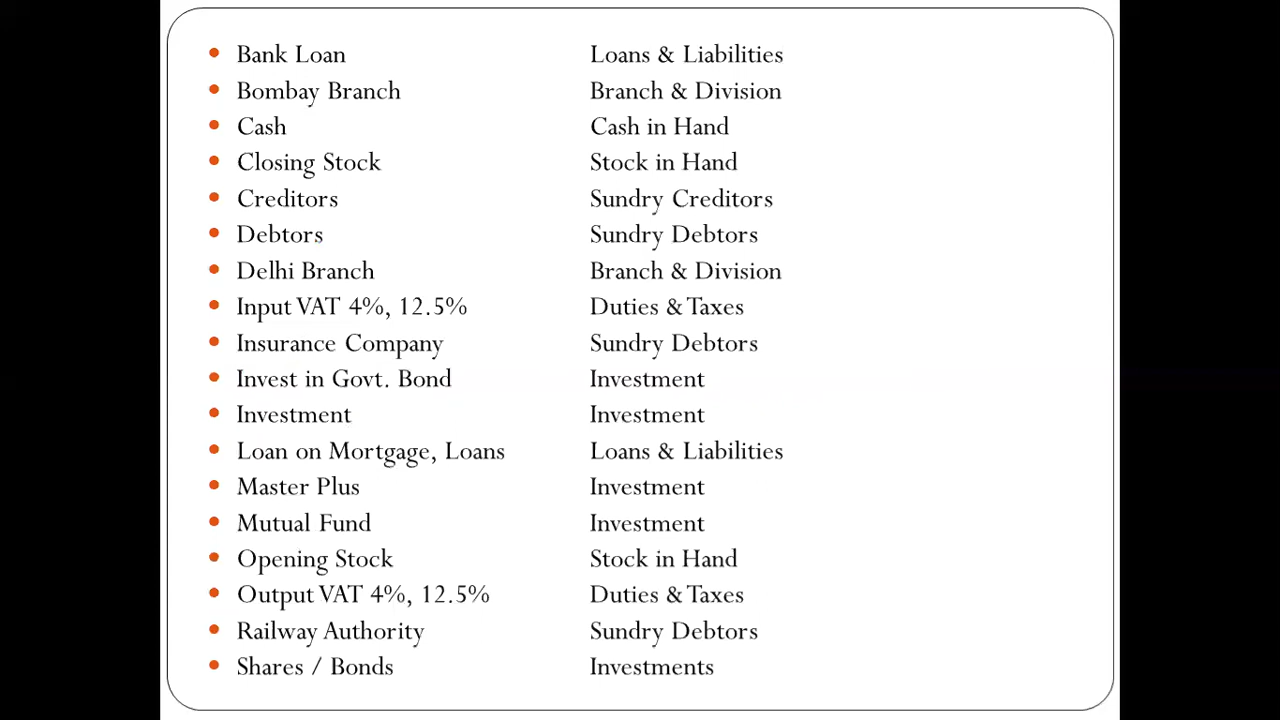 • Bank Loan Loans & Liabilities
• Bombay Branch Branch & Division
• Cash Cash in Hand
• Closing Stock Stock in Hand
• Creditors Sundry Creditors
• Debtors Sundry Debtors
• Delhi Branch Branch & Division
• Input VAT 4%, 12.5% Duties & Taxes
• Insurance Company Sundry Debtors
• Invest in Govt. Bond Investment
• Investment Investment
• Loan on Mortgage, Loans Loans & Liabilities
• Master Plus Investment
• Mutual Fund Investment
• Opening Stock Stock in Hand
• Output VAT 4%, 12.5% Duties & Taxes
• Railway Authority Sundry Debtors
• Shares / Bonds Investments